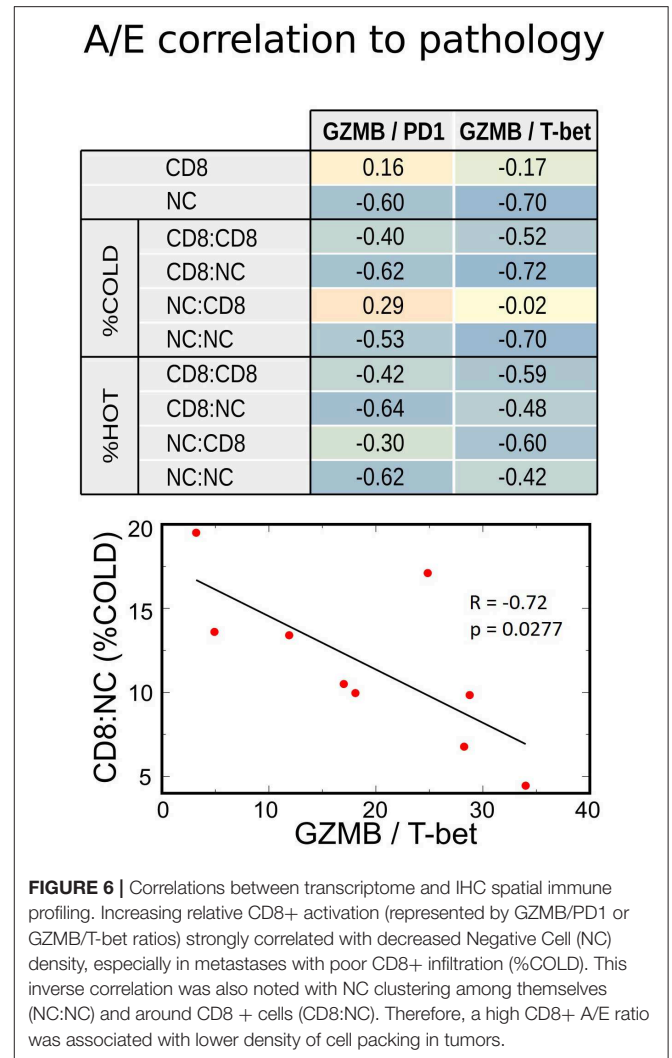 A/E correlation to pathology
GZMB / PD1 GZMB / T-bet
CD8 0.16 -0.17
NC -0.60 -0.70
%COLD
CD8:CD8 -0.40 -0.52
CD8:NC -0.62 -0.72
NC:CD8 0.29 -0.02
NC:NC -0.53 -0.70
%HOT
CD8:CD8 -0.42 -0.59
CD8:NC -0.64 -0.48
NC:CD8 -0.30 -0.60
NC:NC -0.62 -0.42
CD8:NC (%COLD)
20
15
10
5
R = -0.72
p = 0.0277
0 10 20 30 40
GZMB / T-bet
FIGURE 6 | Correlations between transcriptome and IHC spatial immune
profiling. Increasing relative CD8+ activation (represented by GZMB/PD1 or
GZMB/T-bet ratios) strongly correlated with decreased Negative Cell (NC)
density, especially in metastases with poor CD8+ infiltration (%COLD). This
inverse correlation was also noted with NC clustering among themselves
(NC:NC) and around CD8 + cells (CD8:NC). Therefore, a high CD8+ A/E ratio
was associated with lower density of cell packing in tumors.